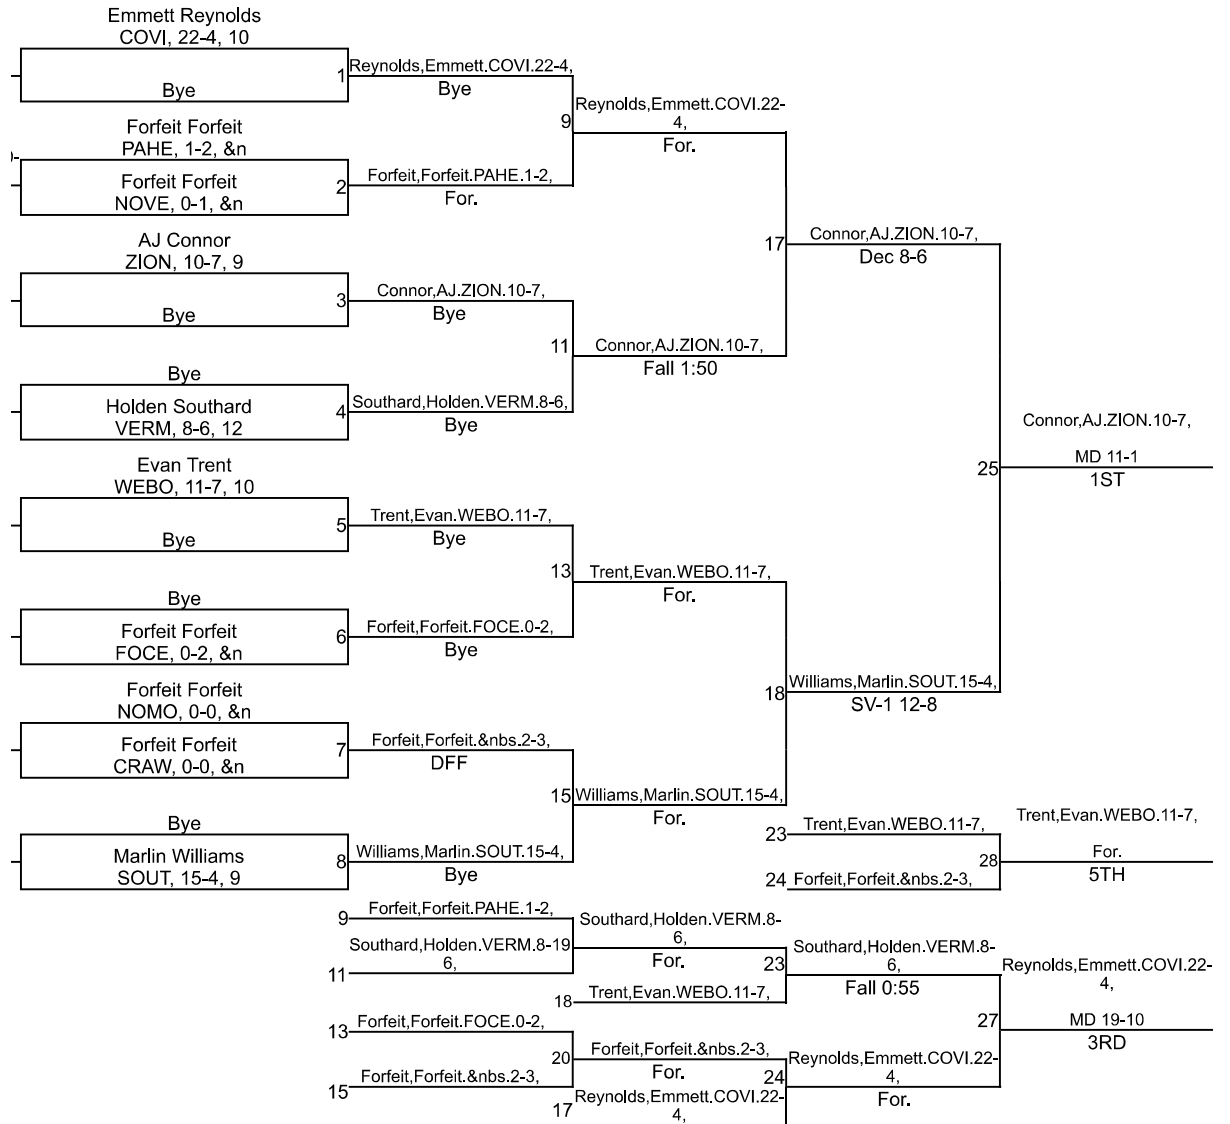 Emmett Reynolds
COVI, 22-4, 10
1
Bye
Reynolds,Emmett.COVI.22-4,
Bye
Forfeit Forfeit
PAHE, 1-2, &n
Forfeit Forfeit
NOVE, 0-1, &n
2
Forfeit,Forfeit.PAHE.1-2,
For.
9
Reynolds,Emmett.COVI.22-
4,
For.
AJ Connor
ZION, 10-7, 9
3
Bye
Connor,AJ.ZION.10-7,
Bye
Bye
Holden Southard
VERM, 8-6, 12
4
Southard,Holden.VERM.8-6,
Bye
11
Connor,AJ.ZION.10-7,
Fall 1:50
17
Connor,AJ.ZION.10-7,
Dec 8-6
Evan Trent
WEBO, 11-7, 10
5
Bye
Trent,Evan.WEBO.11-7,
Bye
Bye
Forfeit Forfeit
FOCE, 0-2, &n
6
Forfeit,Forfeit.FOCE.0-2,
Bye
13
Trent,Evan.WEBO.11-7,
For.
Forfeit Forfeit
NOMO, 0-0, &n
Forfeit Forfeit
CRAW, 0-0, &n
7
Forfeit,Forfeit.&nbs.2-3,
DFF
Bye
Marlin Williams
SOUT, 15-4, 9
8
Williams,Marlin.SOUT.15-4,
Bye
15
Williams,Marlin.SOUT.15-4,
For.
18
Williams,Marlin.SOUT.15-4,
SV-1 12-8
25
Connor,AJ.ZION.10-7,
MD 11-1
1ST
23
Trent,Evan.WEBO.11-7,
24
Forfeit,Forfeit.&nbs.2-3,
28
Trent,Evan.WEBO.11-7,
For.
5TH
9
Forfeit,Forfeit.PAHE.1-2,
11
Southard,Holden.VERM.8-
6,
19
Southard,Holden.VERM.8-
6,
For.
18
Trent,Evan.WEBO.11-7,
23
Southard,Holden.VERM.8-
6,
Fall 0:55
13
Forfeit,Forfeit.FOCE.0-2,
15
Forfeit,Forfeit.&nbs.2-3,
20
Forfeit,Forfeit.&nbs.2-3,
For.
17
Reynolds,Emmett.COVI.22-
4,
24
Reynolds,Emmett.COVI.22-
4,
For.
27
Reynolds,Emmett.COVI.22-
4,
MD 19-10
3RD